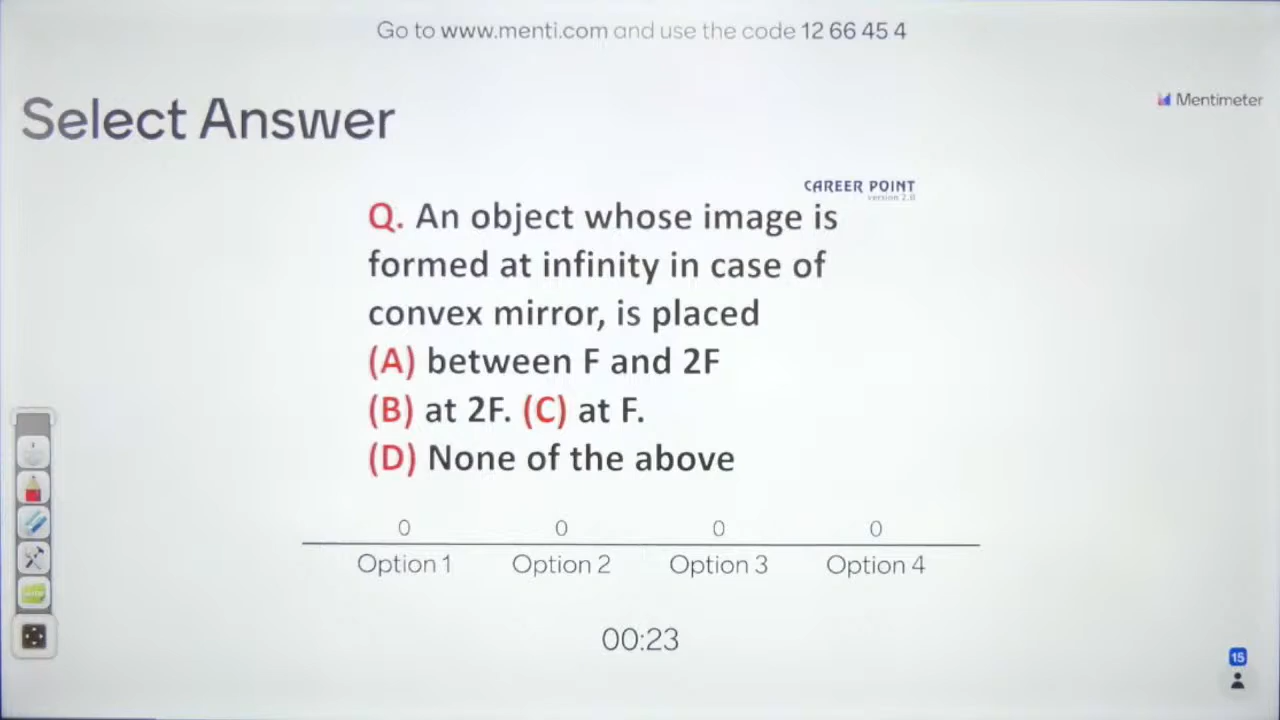 Go to www.menti.com and use the code 12 66 45 4
Select Answer
Mentimeter
CAREER POINT
version 2.0
Q. An object whose image is
formed at infinity in case of
convex mirror, is placed
(A) between F and 2F
(B) at 2F. (C) at F.
(D) None of the above
0 0 0 0
Option 1 Option 2 Option 3 Option 4
00:23
15